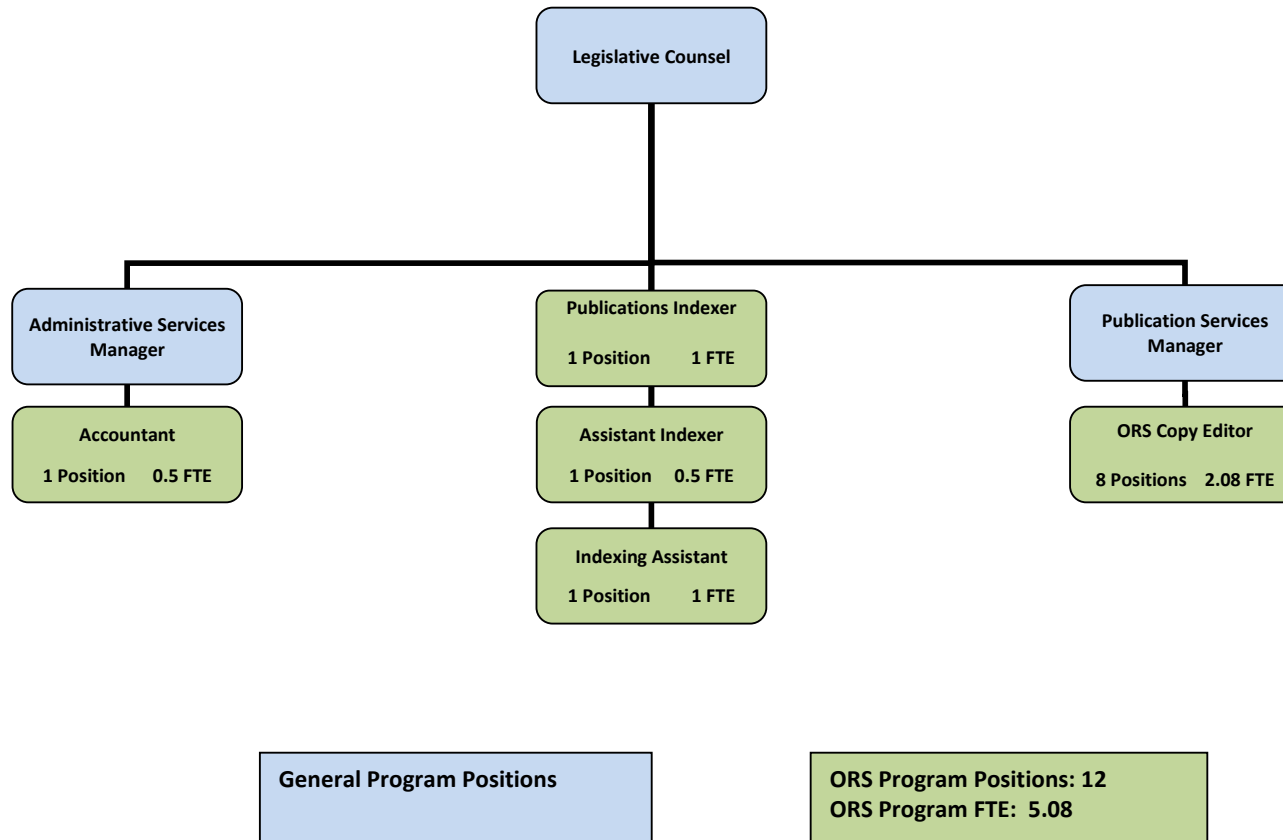 Legislative Counsel
Administrative Services
Manager
Publications Indexer
1 Position 1 FTE
Publication Services
Manager
Accountant
1 Position 0.5 FTE
Assistant Indexer
1 Position 0.5 FTE
ORS Copy Editor
8 Positions 2.08 FTE
Indexing Assistant
1 Position 1 FTE
General Program Positions
ORS Program Positions: 12
ORS Program FTE: 5.08